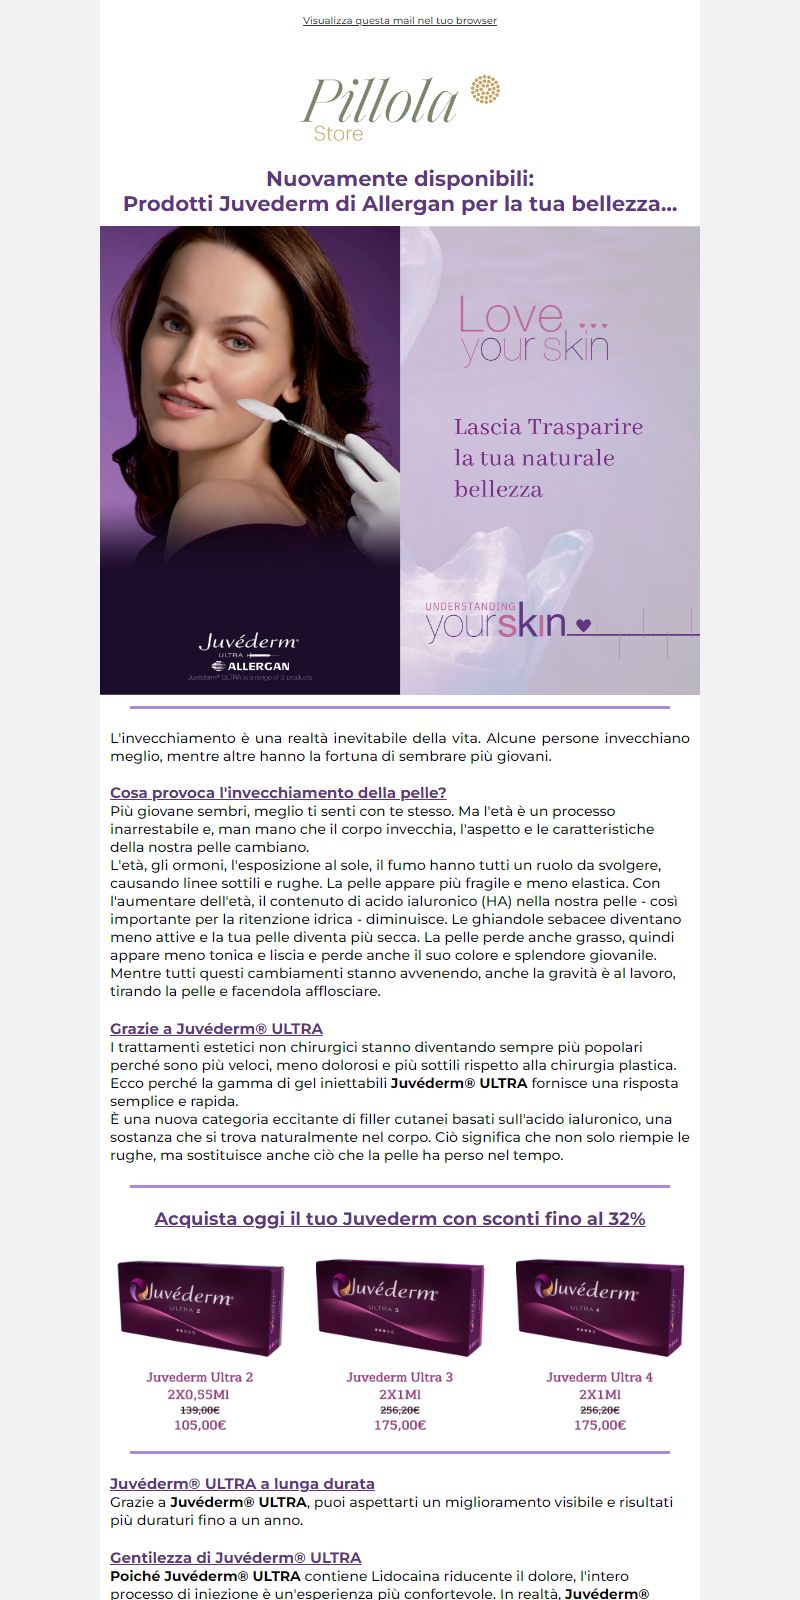 Visualizza questa mail nel tuo browser
Pillola
Store
Nuovamente disponibili:
Prodotti Juvederm di Allergan per la tua bellezza...
Love ...
your skin
Lascia Trasparire
la tua naturale
bellezza
UNDERSTANDING
yourskin
Juvéderm®
ULTRA
ALLERGAN
Juvéderm® ULTRA is a range of 3 products
L'invecchiamento è una realtà inevitabile della vita. Alcune persone invecchiano
meglio, mentre altre hanno la fortuna di sembrare più giovani.
Cosa provoca l'invecchiamento della pelle?
Più giovane sembri, meglio ti senti con te stesso. Ma l'età è un processo
inarrestabile e, man mano che il corpo invecchia, l'aspetto e le caratteristiche
della nostra pelle cambiano.
L'età, gli ormoni, l'esposizione al sole, il fumo hanno tutti un ruolo da svolgere,
causando linee sottili e rughe. La pelle appare più fragile e meno elastica. Con
l'aumentare dell'età, il contenuto di acido ialuronico (HA) nella nostra pelle - così
importante per la ritenzione idrica - diminuisce. Le ghiandole sebacee diventano
meno attive e la tua pelle diventa più secca. La pelle perde anche grasso, quindi
appare meno tonica e liscia e perde anche il suo colore e splendore giovanile.
Mentre tutti questi cambiamenti stanno avvenendo, anche la gravità è al lavoro,
tirando la pelle e facendola afflosciare.
Grazie a Juvéderm® ULTRA
I trattamenti estetici non chirurgici stanno diventando sempre più popolari
perché sono più veloci, meno dolorosi e più sottili rispetto alla chirurgia plastica.
Ecco perché la gamma di gel iniettabili Juvéderm® ULTRA fornisce una risposta
semplice e rapida.
È una nuova categoria eccitante di filler cutanei basati sull'acido ialuronico, una
sostanza che si trova naturalmente nel corpo. Ciò significa che non solo riempie le
rughe, ma sostituisce anche ciò che la pelle ha perso nel tempo.
Acquista oggi il tuo Juvederm con sconti fino al 32%
Juvéderm®
ULTRA 2
Juvéderm®
ULTRA 3
Juvéderm®
ULTRA 4
Juvederm Ultra 2
2X0,55Ml
139,00€
105,00€
Juvederm Ultra 3
2X1Ml
256,20€
175,00€
Juvederm Ultra 4
2X1Ml
256,20€
175,00€
Juvéderm® ULTRA a lunga durata
Grazie a Juvéderm® ULTRA, puoi aspettarti un miglioramento visibile e risultati
più duraturi fino a un anno.
Gentilezza di Juvéderm® ULTRA
Poiché Juvéderm® ULTRA contiene Lidocaina riducente il dolore, l'intero
processo di iniezione è un'esperienza più confortevole. In realtà, Juvéderm®